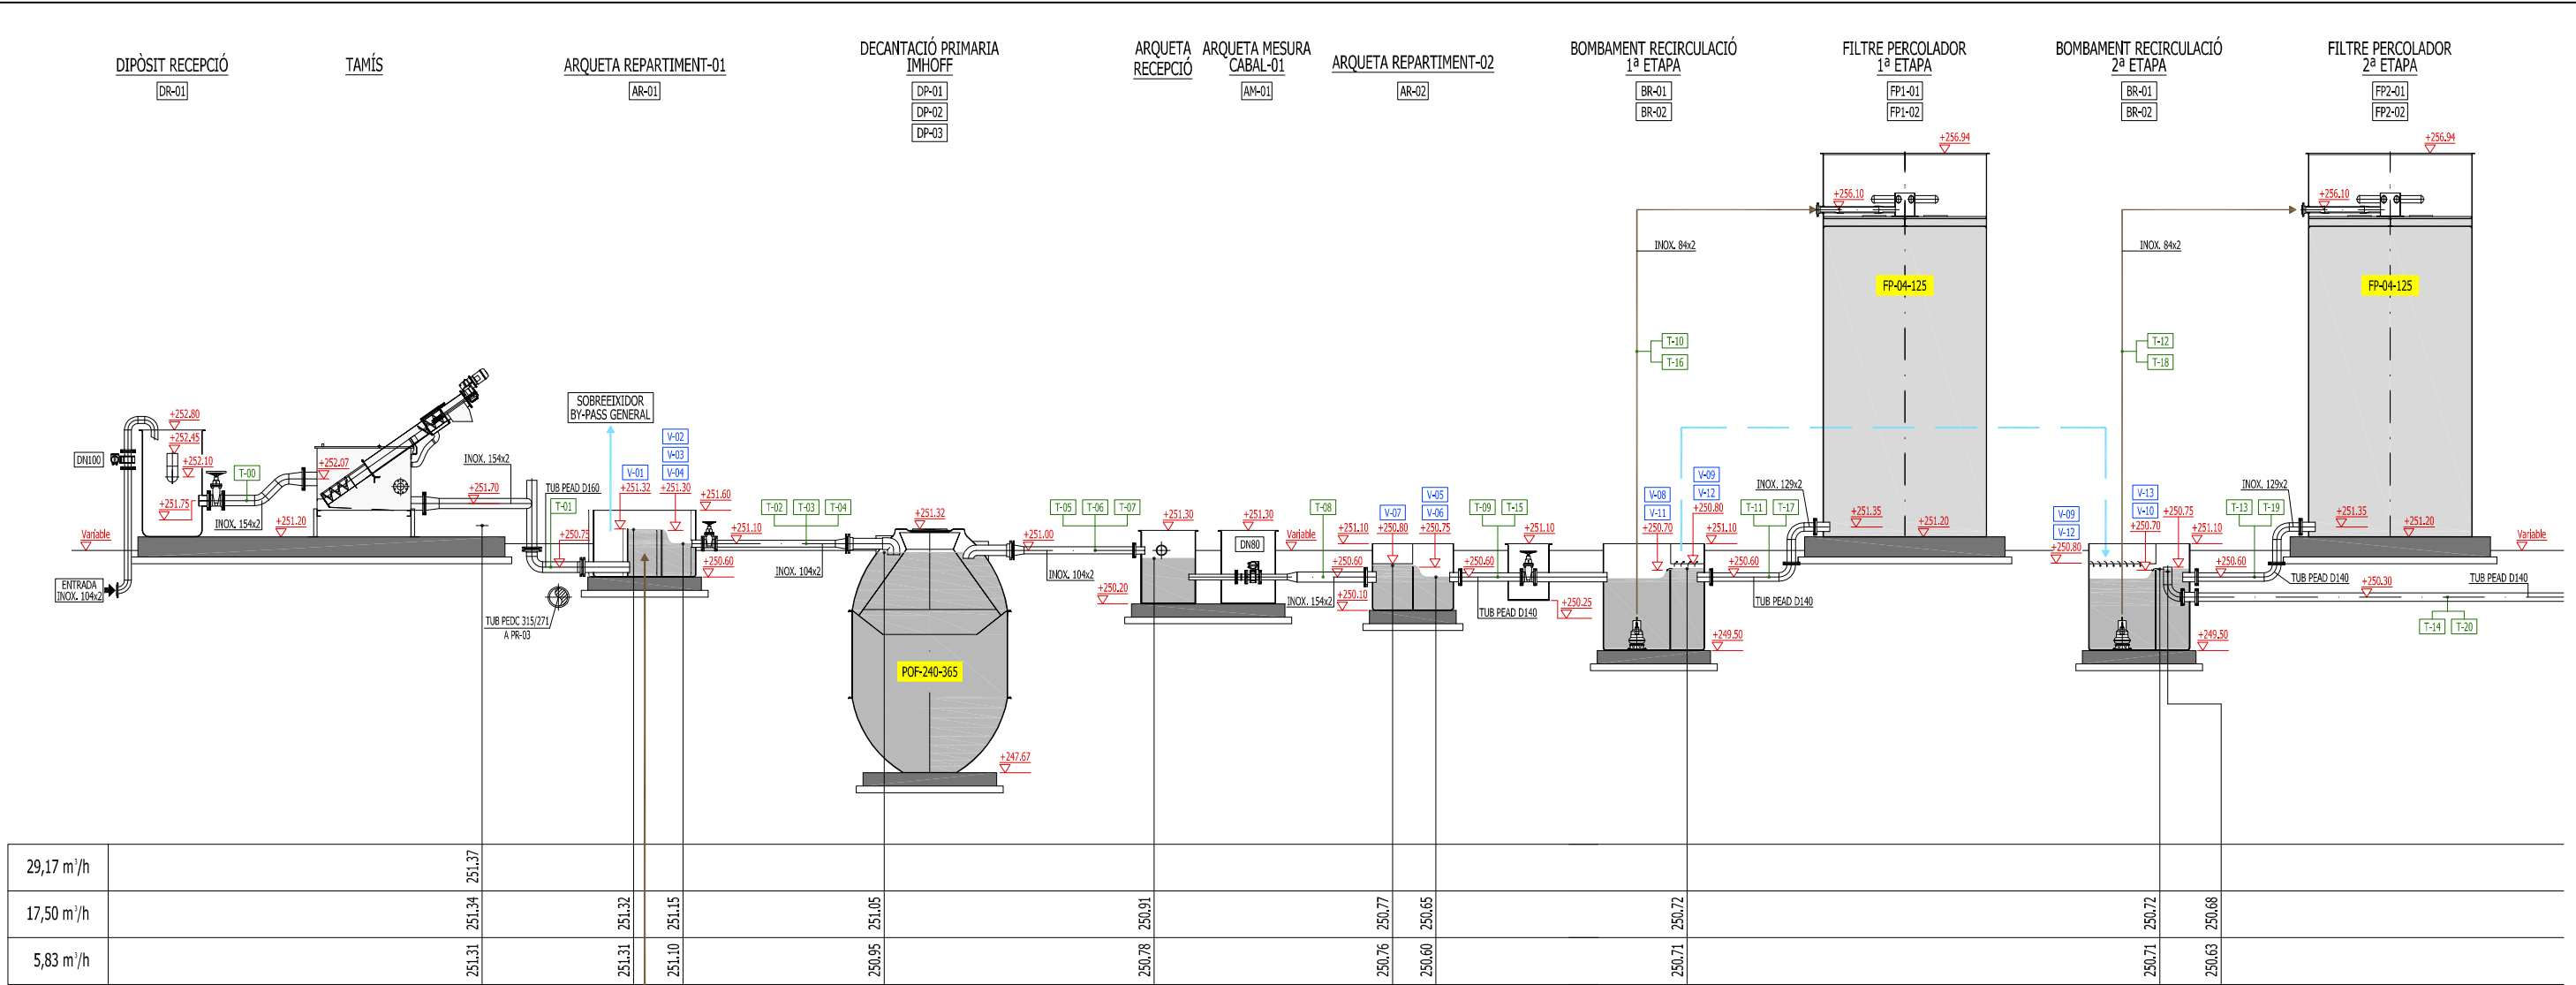 DIPÒSIT RECEPCIÓ
DR-01
TAMÍS
ARQUETA REPARTIMENT-01
AR-01
DECANTACIÓ PRIMARIA
IMHOFF
DP-01
DP-02
DP-03
ARQUETA
RECEPCIÓ
ARQUETA MESURA
CABAL-01
AM-01
ARQUETA REPARTIMENT-02
AR-02
BOMBAMENT RECIRCULACIÓ
1ª ETAPA
BR-01
BR-02
FILTRE PERCOLADOR
1ª ETAPA
FP1-01
FP1-02
BOMBAMENT RECIRCULACIÓ
2ª ETAPA
BR-01
BR-02
FILTRE PERCOLADOR
2ª ETAPA
FP2-01
FP2-02
+252.80
+252.45
+252.10
+251.75
DN100
Variable
ENTRADA
INOX. 104x2
T-00
INOX. 154x2
+251.20
+252.07
INOX. 154x2
+251.70
TUB PEAD D160
T-01
+250.75
TUB PEDC 315/271
A PR-03
SOBREEIXIDOR
BY-PASS GENERAL
V-01
+251.32
V-02
V-03
V-04
+251.30
+251.60
+251.10
+250.60
T-02
T-03
T-04
INOX. 104x2
+251.32
POF-240-365
+247.67
+251.00
T-05
T-06
T-07
INOX. 104x2
+251.30
+250.20
+251.30
DN80
Variable
T-08
INOX. 154x2
+251.10
+250.60
+250.10
V-07
+250.80
V-05
V-06
+250.75
+250.60
T-09
T-15
TUB PEAD D140
+251.10
+250.25
INOX. 84x2
T-10
T-16
V-08
V-11
+250.70
V-09
V-12
+250.80
+251.10
+250.60
+249.50
T-11
T-17
TUB PEAD D140
INOX. 129x2
+256.94
+256.10
FP-04-125
+251.35
+251.20
INOX. 84x2
T-12
T-18
V-09
V-12
+250.80
V-13
V-10
+250.70
+250.75
+251.10
+250.60
+249.50
T-13
T-19
INOX. 129x2
TUB PEAD D140
+256.94
+256.10
FP-04-125
+251.35
+251.20
Variable
+250.30
TUB PEAD D140
T-14
T-20
29,17 m³/h
251.37
17,50 m³/h
251.34
251.32
251.15
251.05
250.91
250.77
250.65
250.72
250.72
250.68
5,83 m³/h
251.31
251.31
251.10
250.95
250.78
250.76
250.60
250.71
250.71
250.63